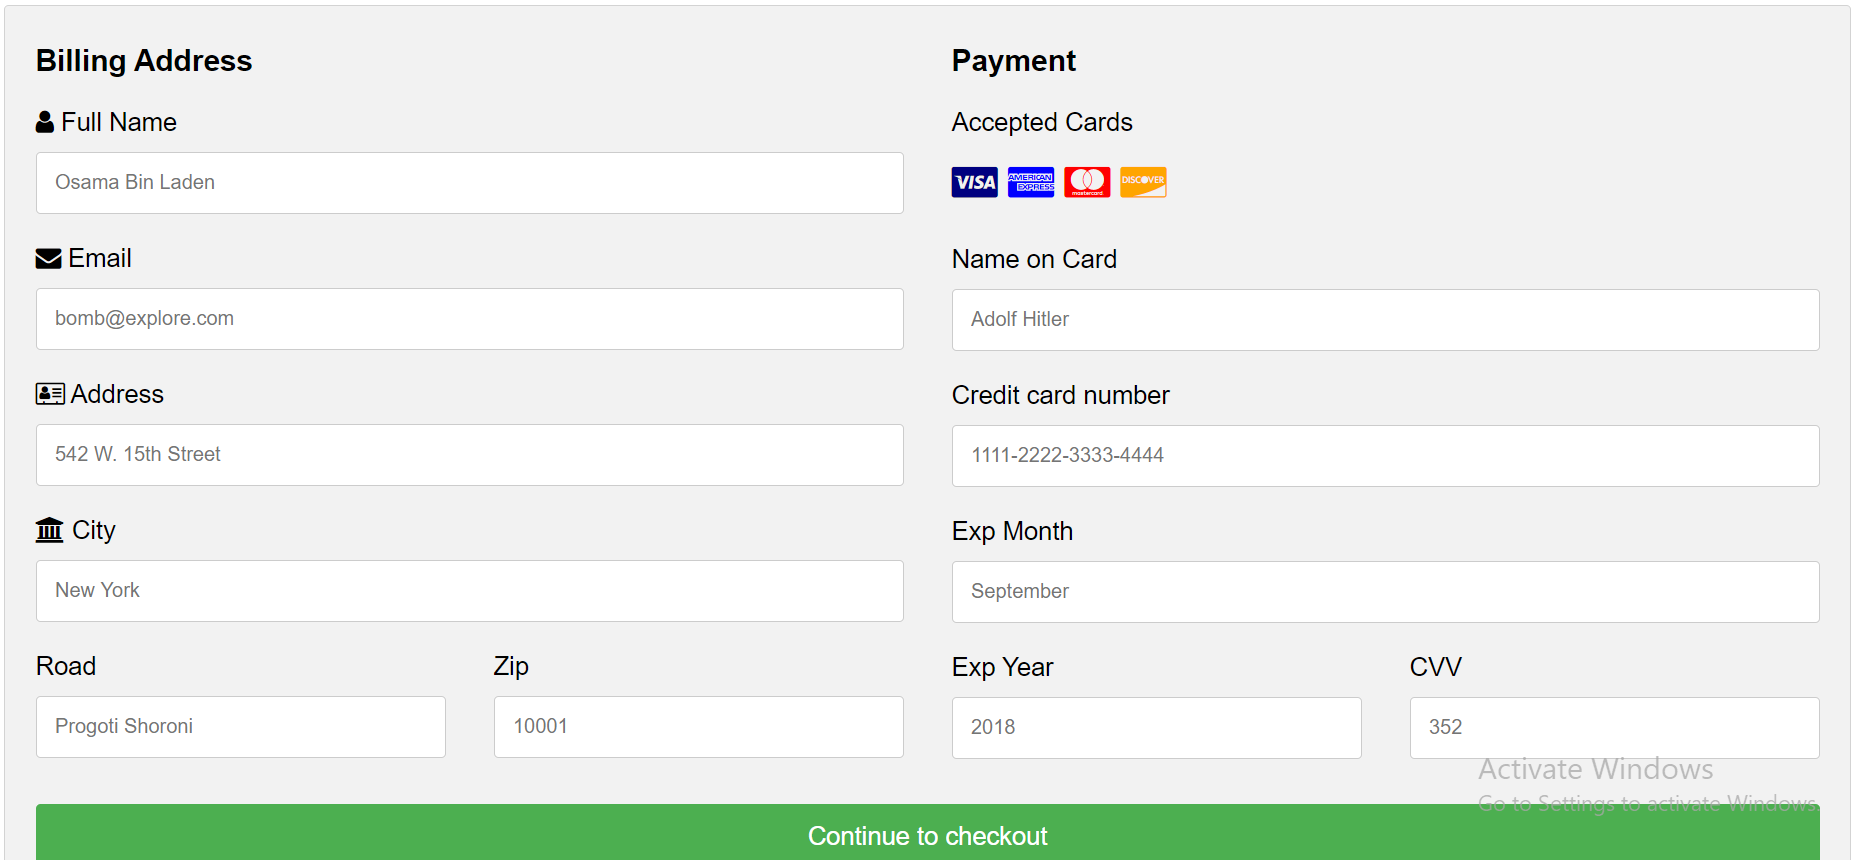 Billing Address
Full Name
Osama Bin Laden
Email
bomb@explore.com
Address
542 W. 15th Street
City
New York
Road
Zip
Progoti Shoroni
10001
Payment
Accepted Cards
VISA
AMERICAN EXPRESS
mastercard
DISCOVER
Name on Card
Adolf Hitler
Credit card number
1111-2222-3333-4444
Exp Month
September
Exp Year
CVV
2018
352
Activate Windows
Go to Settings to activate Windows.
Continue to checkout